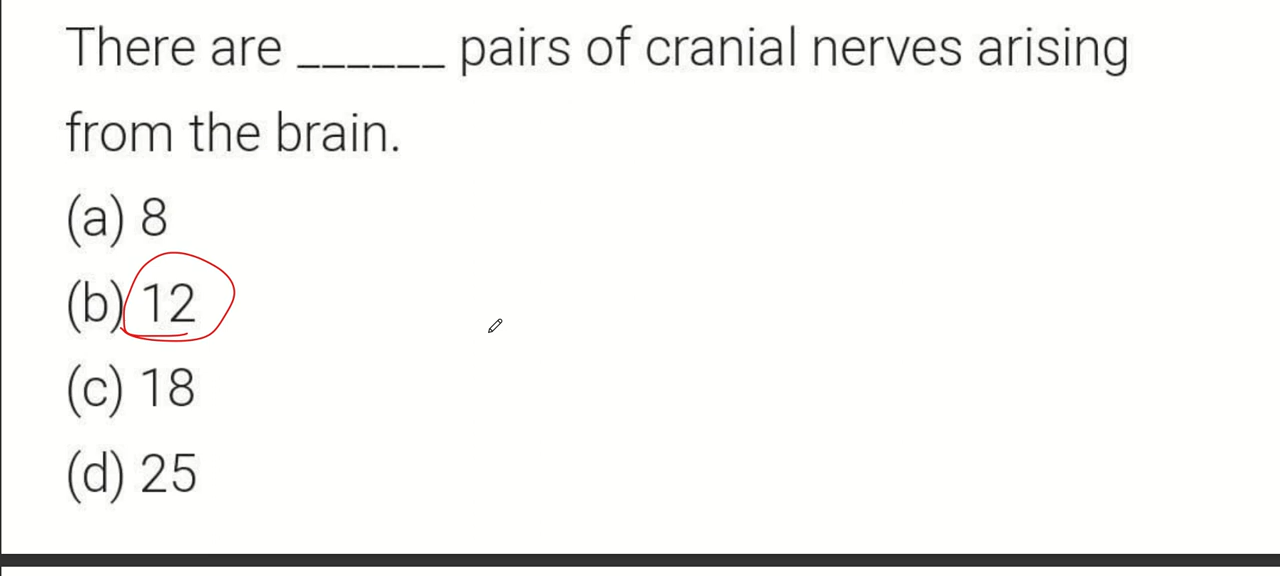 There are ______ pairs of cranial nerves arising
from the brain.
(a) 8
(b) 12
(c) 18
(d) 25